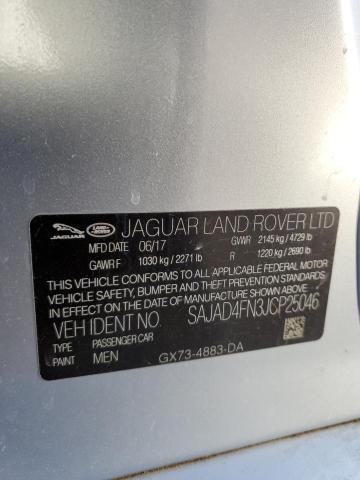 JAGUAR LAND-ROVER JAGUAR LAND ROVER LTD
MFD DATE 06/17 GVWR 2145 kg / 4729 lb
GAWR F 1030 kg / 2271 lb R 1220 kg / 2690 lb
THIS VEHICLE CONFORMS TO ALL APPLICABLE FEDERAL MOTOR
VEHICLE SAFETY, BUMPER, AND THEFT PREVENTION STANDARDS
IN EFFECT ON THE DATE OF MANUFACTURE SHOWN ABOVE.
VEH IDENT NO. SAJAD4FN3JCP25046
TYPE PASSENGER CAR
PAINT MEN GX73-4883-DA